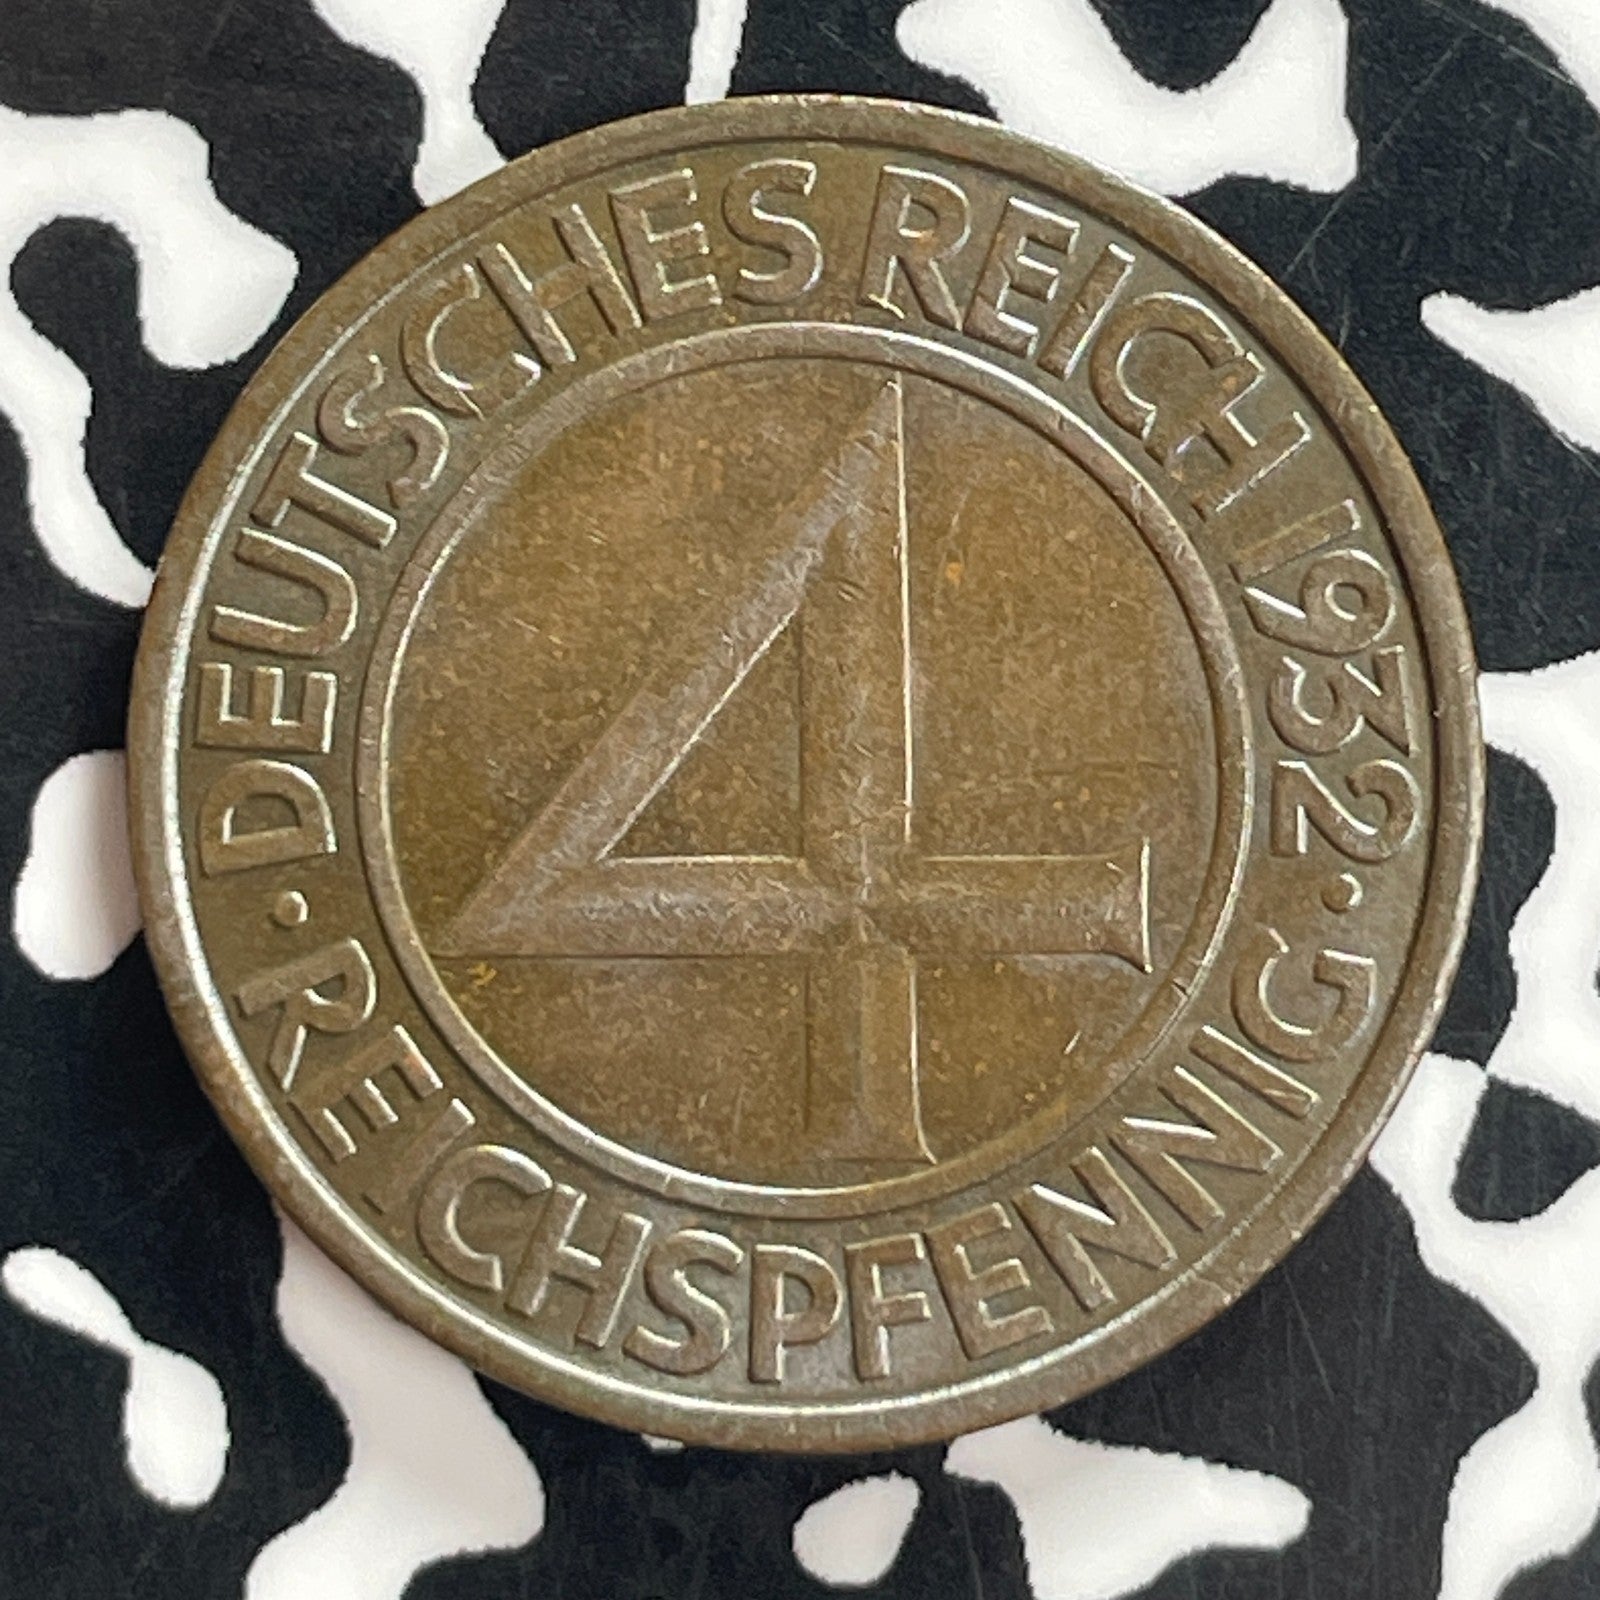 DEUTSCHES REICH 1932
4
· REICHSPFENNIG ·